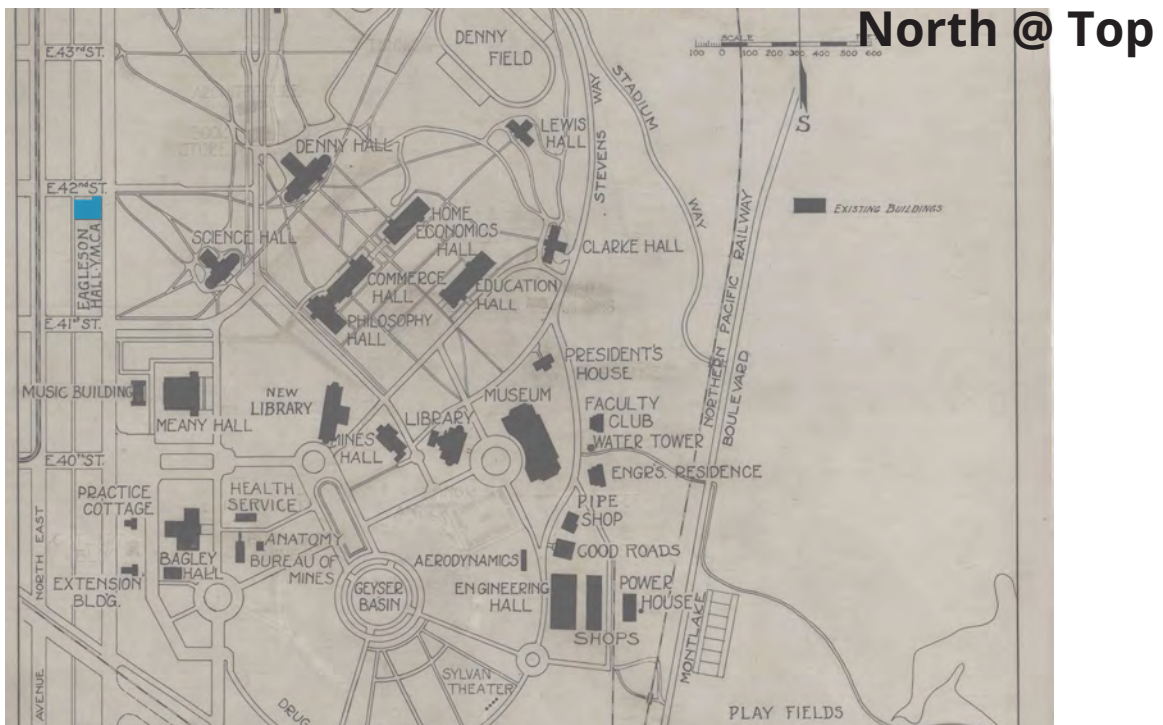 North @ Top
E.43rd ST.
DENNY
FIELD
SCALE
100 0 100 200 300 400 500 600
STADIUM
WAY
STEVENS WAY
S
LEWIS
HALL
DENNY HALL
E.42nd ST.
EXISTING BUILDINGS
HOME
ECONOMICS
HALL
SCIENCE HALL
CLARKE HALL
EAGLESON
HALL-Y.M.C.A
COMMERCE
HALL
EDUCATION
HALL
E.41st ST.
PHILOSOPHY
HALL
NORTHERN PACIFIC RAILWAY
PRESIDENT'S
HOUSE
MUSIC BUILDING
NEW
LIBRARY
MUSEUM
MEANY HALL
LIBRARY
FACULTY
CLUB
MINES
HALL
WATER TOWER
MONTLAKE BOULEVARD
E.40th ST.
ENGR'S. RESIDENCE
PRACTICE
COTTAGE
HEALTH
SERVICE
PIPE
SHOP
ANATOMY
GOOD ROADS
BAGLEY
HALL
BUREAU OF
MINES
AERODYNAMICS
EXTENSION
BLDG.
GEYSER
BASIN
ENGINEERING
HALL
POWER
HOUSE
SHOPS
NORTH EAST
AVENUE
SYLVAN
THEATER
DRUG
PLAY FIELDS